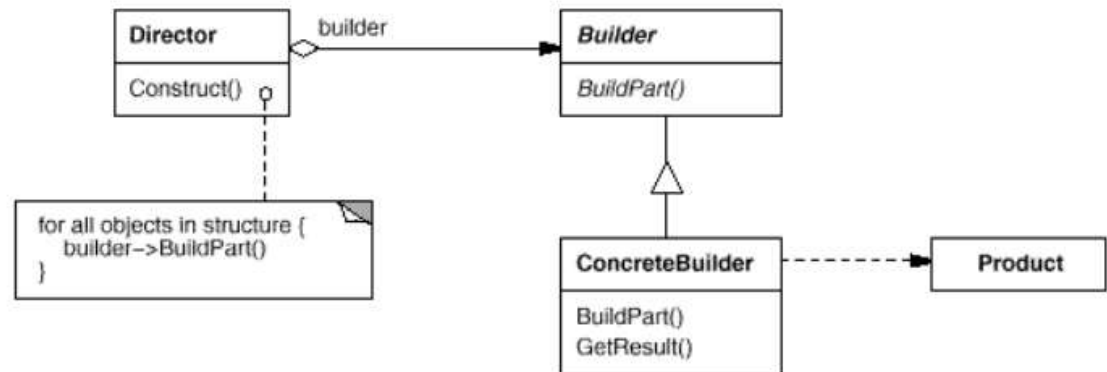 Director
builder
Builder
Construct()
BuildPart()
for all objects in structure {
builder->BuildPart()
}
ConcreteBuilder
Product
BuildPart()
GetResult()